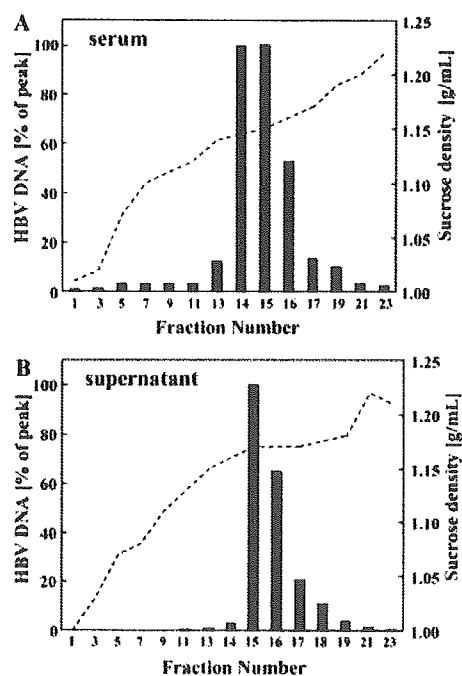 A
serum
HBV DNA [% of peak]
100
80
60
40
20
0
1.25
1.20
1.15
1.10
1.05
1.00
Sucrose density [g/mL]
1 3 5 7 9 11 13 14 15 16 17 19 21 23
Fraction Number
B
supernatant
HBV DNA [% of peak]
100
80
60
40
20
0
1.25
1.20
1.15
1.10
1.05
1.00
Sucrose density [g/mL]
1 3 5 7 9 11 13 14 15 16 17 18 19 21 23
Fraction Number